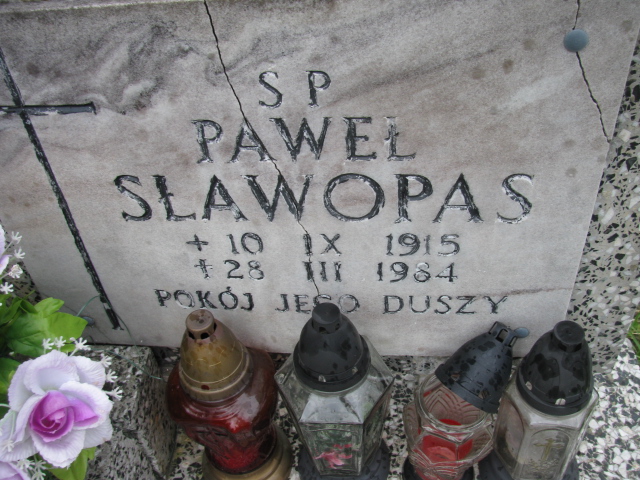 SP
PAWEŁ
SŁAWOPAS
+ 10 IX 1915
+ 28 III 1984
POKÓJ JEGO DUSZY